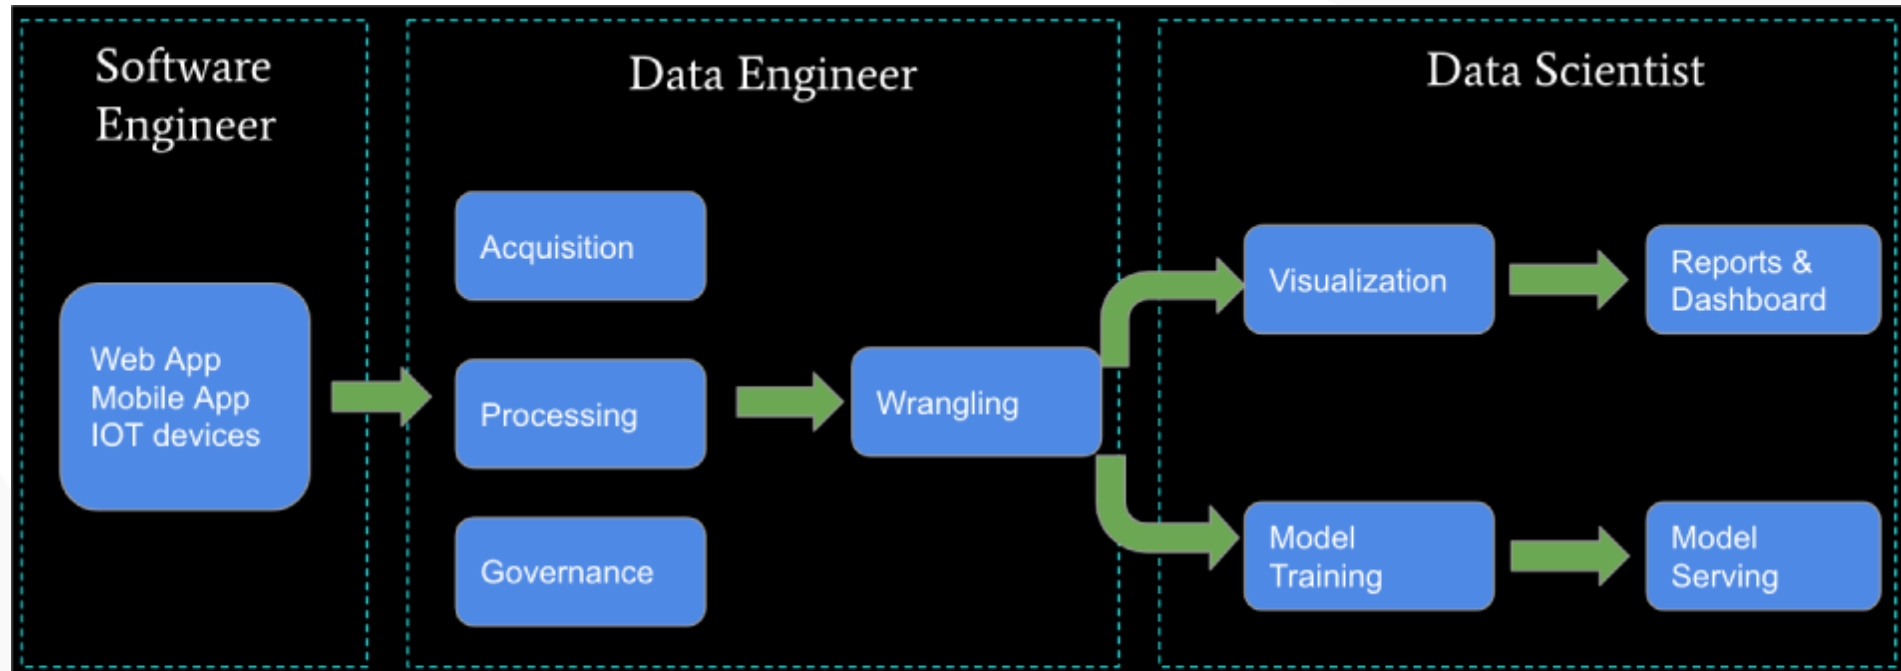 Software
Engineer
Data Engineer
Data Scientist
Web App
Mobile App
IOT devices
Acquisition
Processing
Governance
Wrangling
Visualization
Reports &
Dashboard
Model
Training
Model
Serving